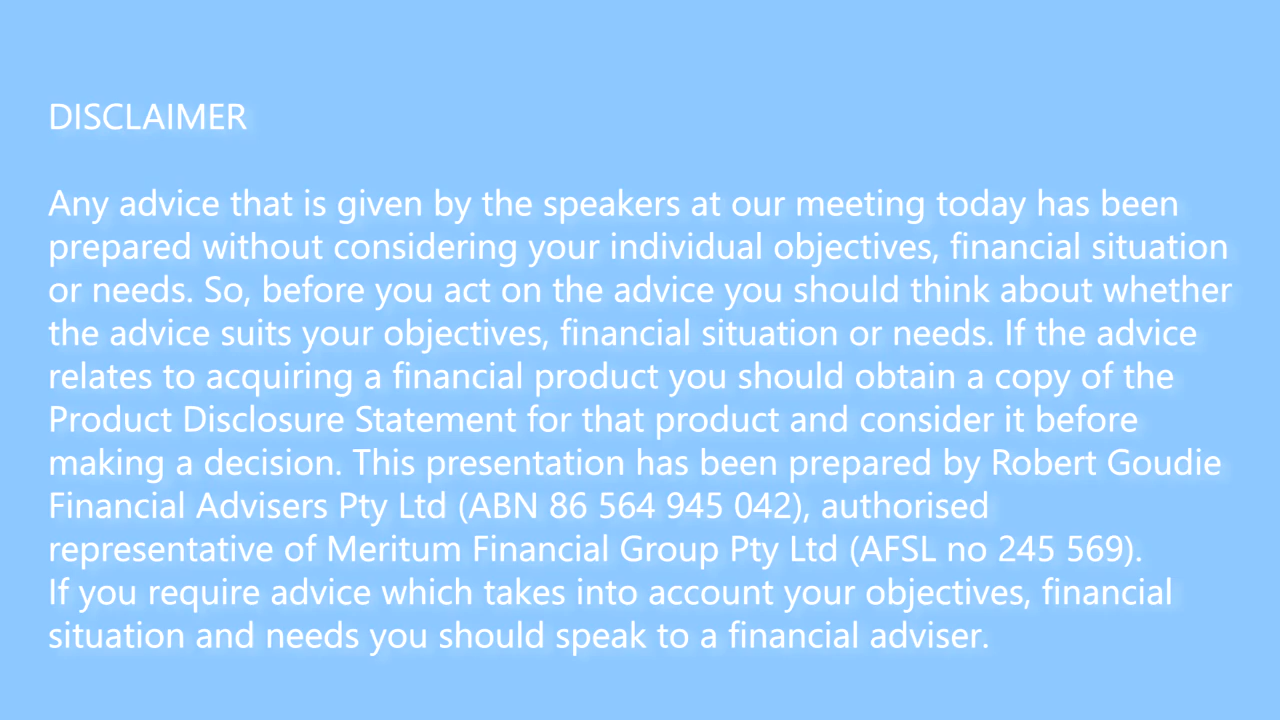 DISCLAIMER
Any advice that is given by the speakers at our meeting today has been
prepared without considering your individual objectives, financial situation
or needs. So, before you act on the advice you should think about whether
the advice suits your objectives, financial situation or needs. If the advice
relates to acquiring a financial product you should obtain a copy of the
Product Disclosure Statement for that product and consider it before
making a decision. This presentation has been prepared by Robert Goudie
Financial Advisers Pty Ltd (ABN 86 564 945 042), authorised
representative of Meritum Financial Group Pty Ltd (AFSL no 245 569).
If you require advice which takes into account your objectives, financial
situation and needs you should speak to a financial adviser.